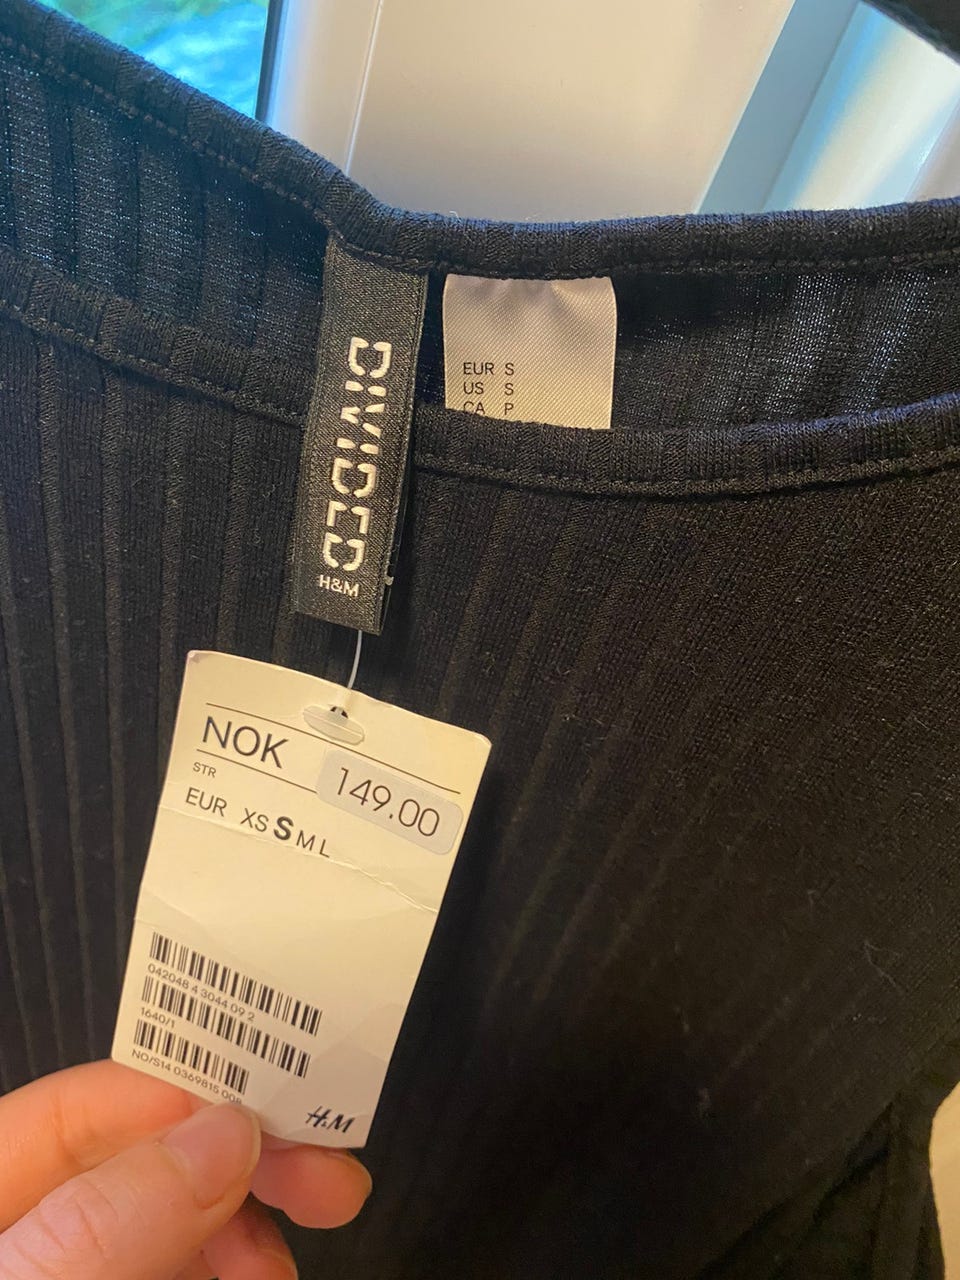 DIVIDED
H&M
EUR S
US S
CA P
NOK
149.00
STR
EUR XS S M L
042048 4 3044 09 2
1640/1
NO/S14 0369815 008
H&M